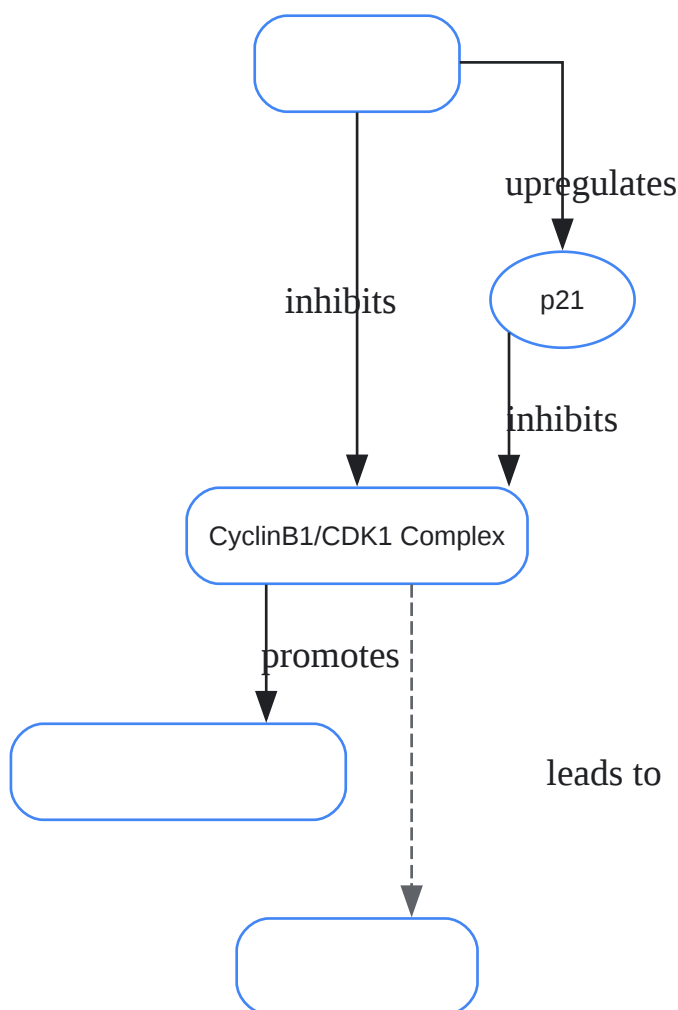 upregulates
inhibits
p21
inhibits
CyclinB1/CDK1 Complex
promotes
leads to